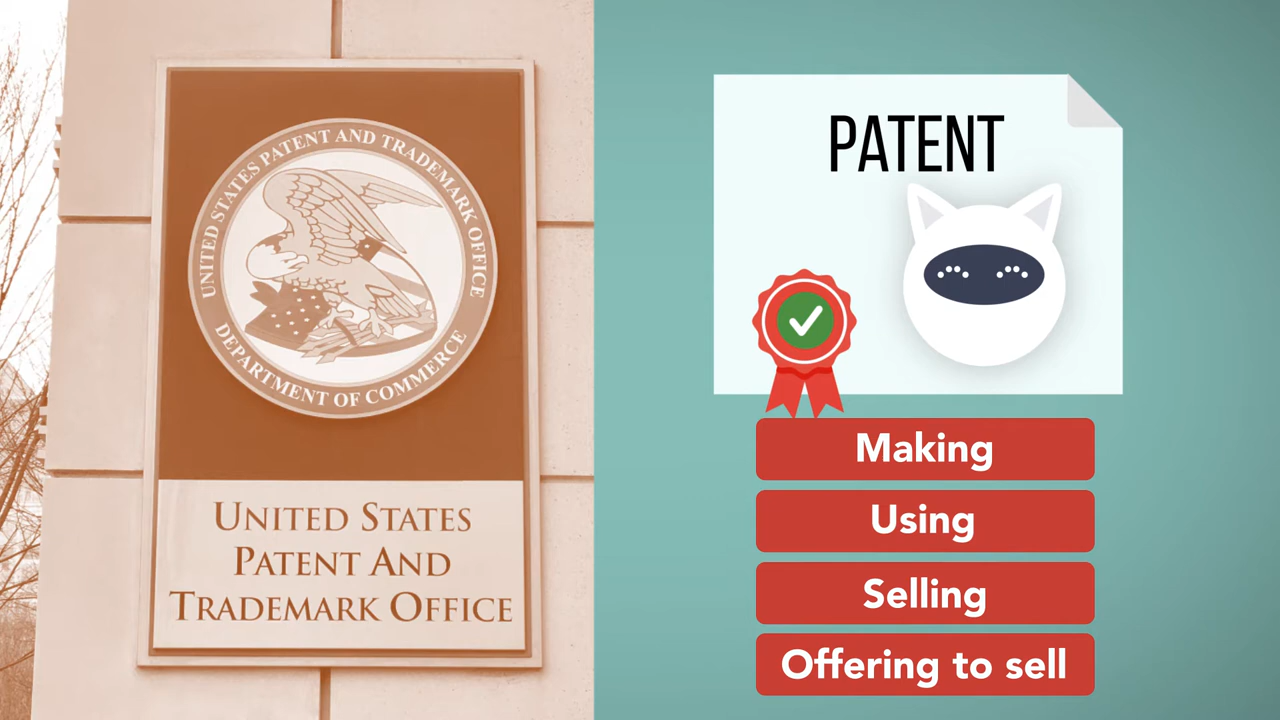 UNITED STATES PATENT AND TRADEMARK OFFICE
DEPARTMENT OF COMMERCE
UNITED STATES
PATENT AND
TRADEMARK OFFICE
PATENT
Making
Using
Selling
Offering to sell